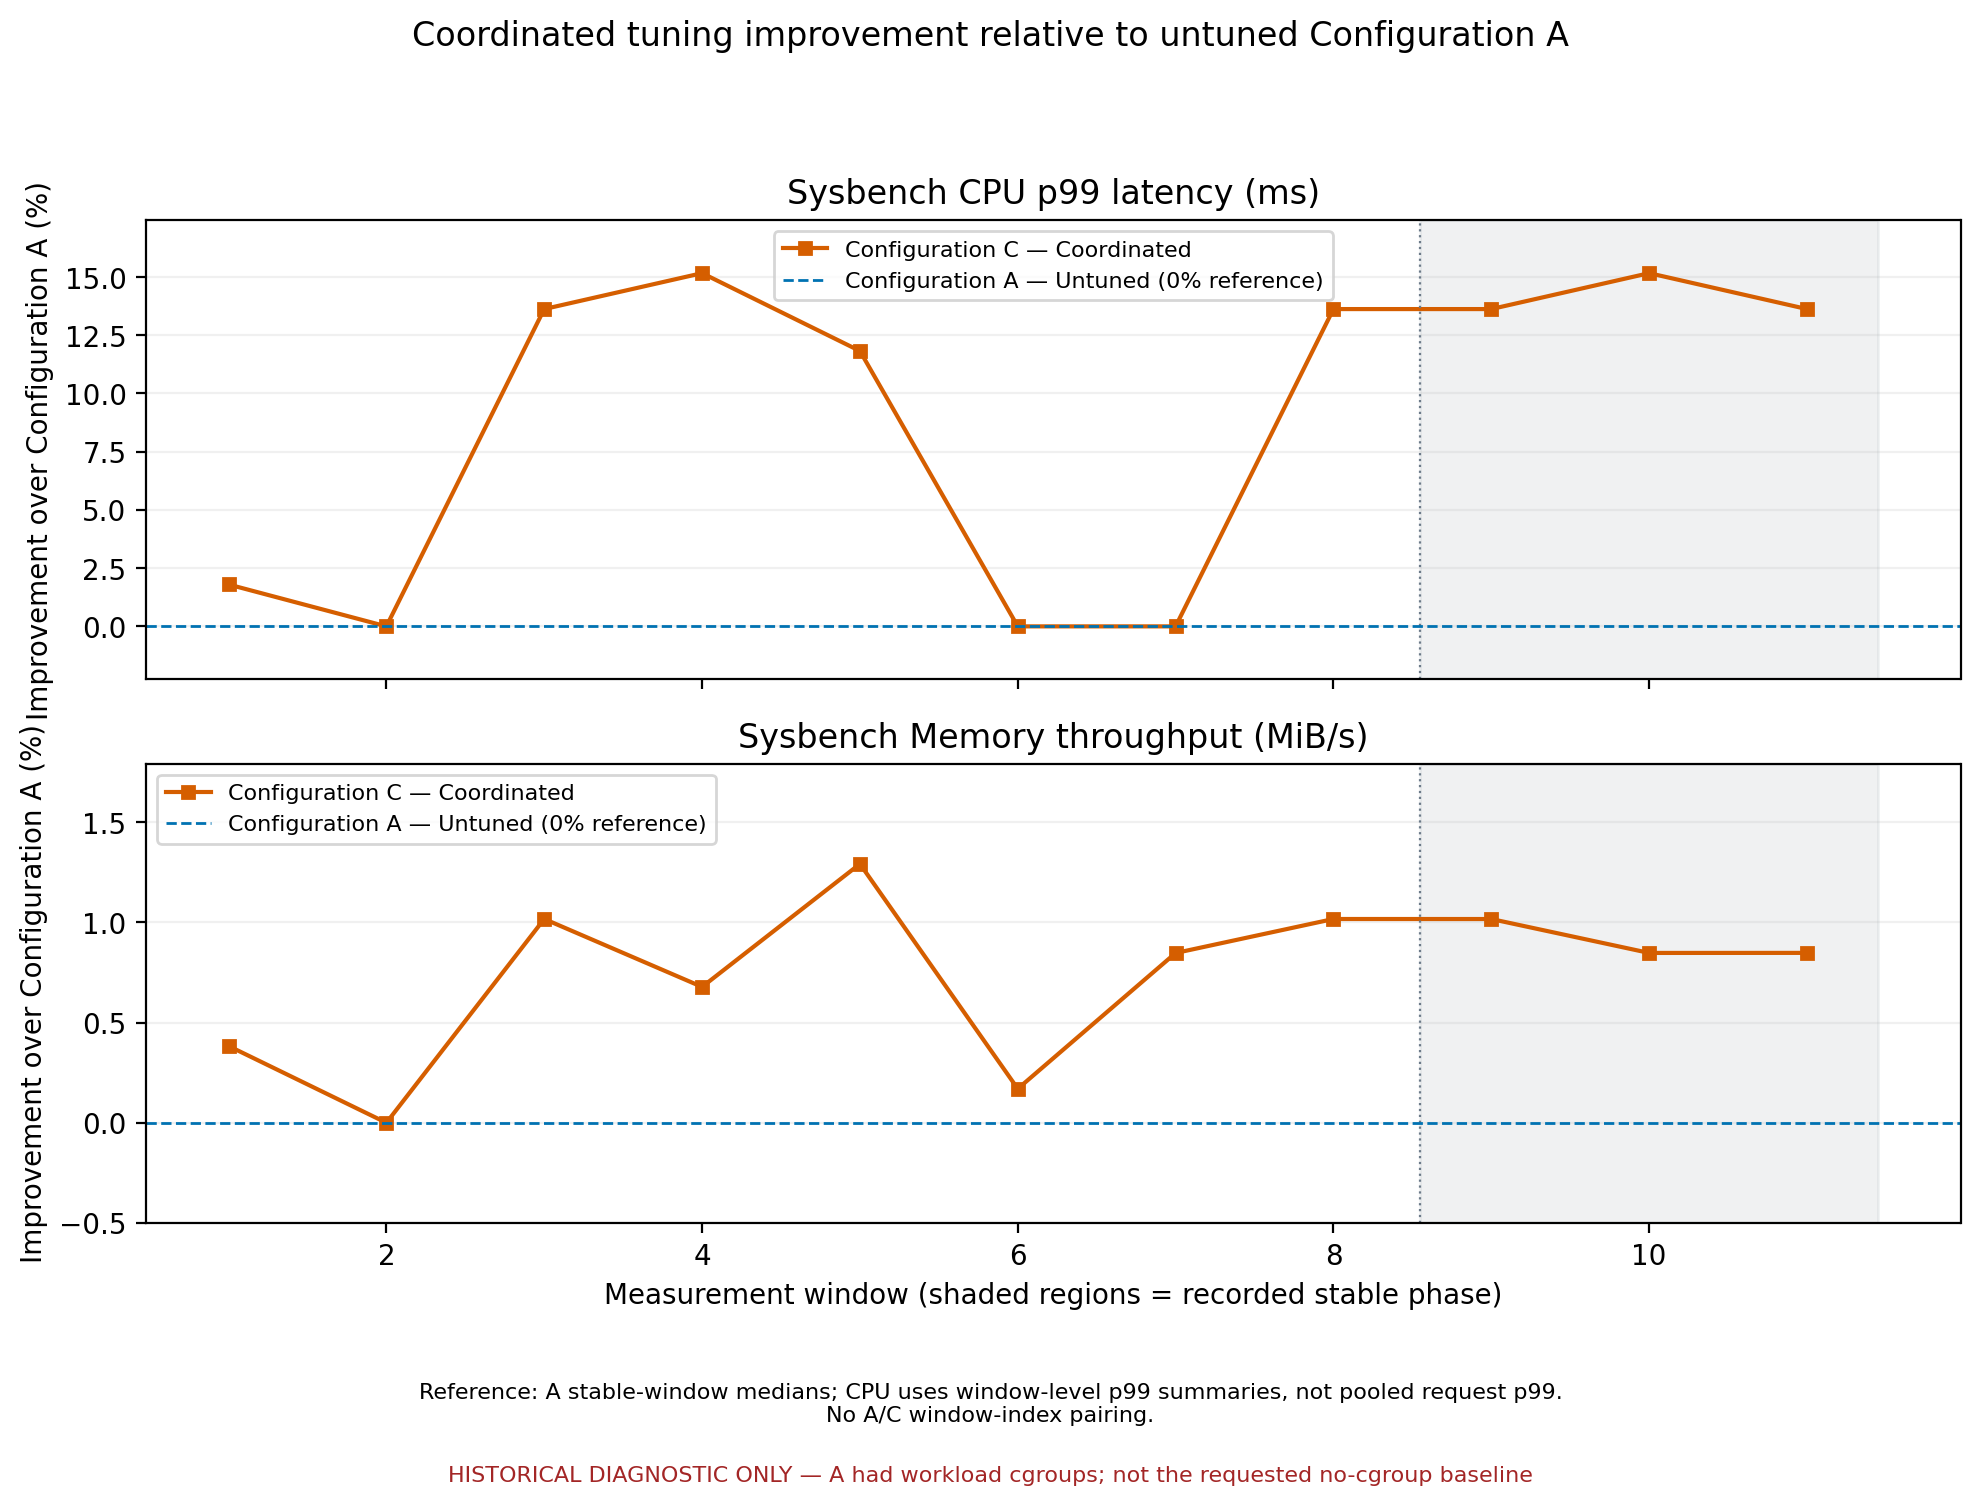 Coordinated tuning improvement relative to untuned Configuration A
Sysbench CPU p99 latency (ms)
Improvement over Configuration A (%)
15.0
12.5
10.0
7.5
5.0
2.5
0.0
Configuration C — Coordinated
Configuration A — Untuned (0% reference)
Sysbench Memory throughput (MiB/s)
Improvement over Configuration A (%)
1.5
1.0
0.5
0.0
−0.5
Configuration C — Coordinated
Configuration A — Untuned (0% reference)
2 4 6 8 10
Measurement window (shaded regions = recorded stable phase)
Reference: A stable-window medians; CPU uses window-level p99 summaries, not pooled request p99.
No A/C window-index pairing.
HISTORICAL DIAGNOSTIC ONLY — A had workload cgroups; not the requested no-cgroup baseline